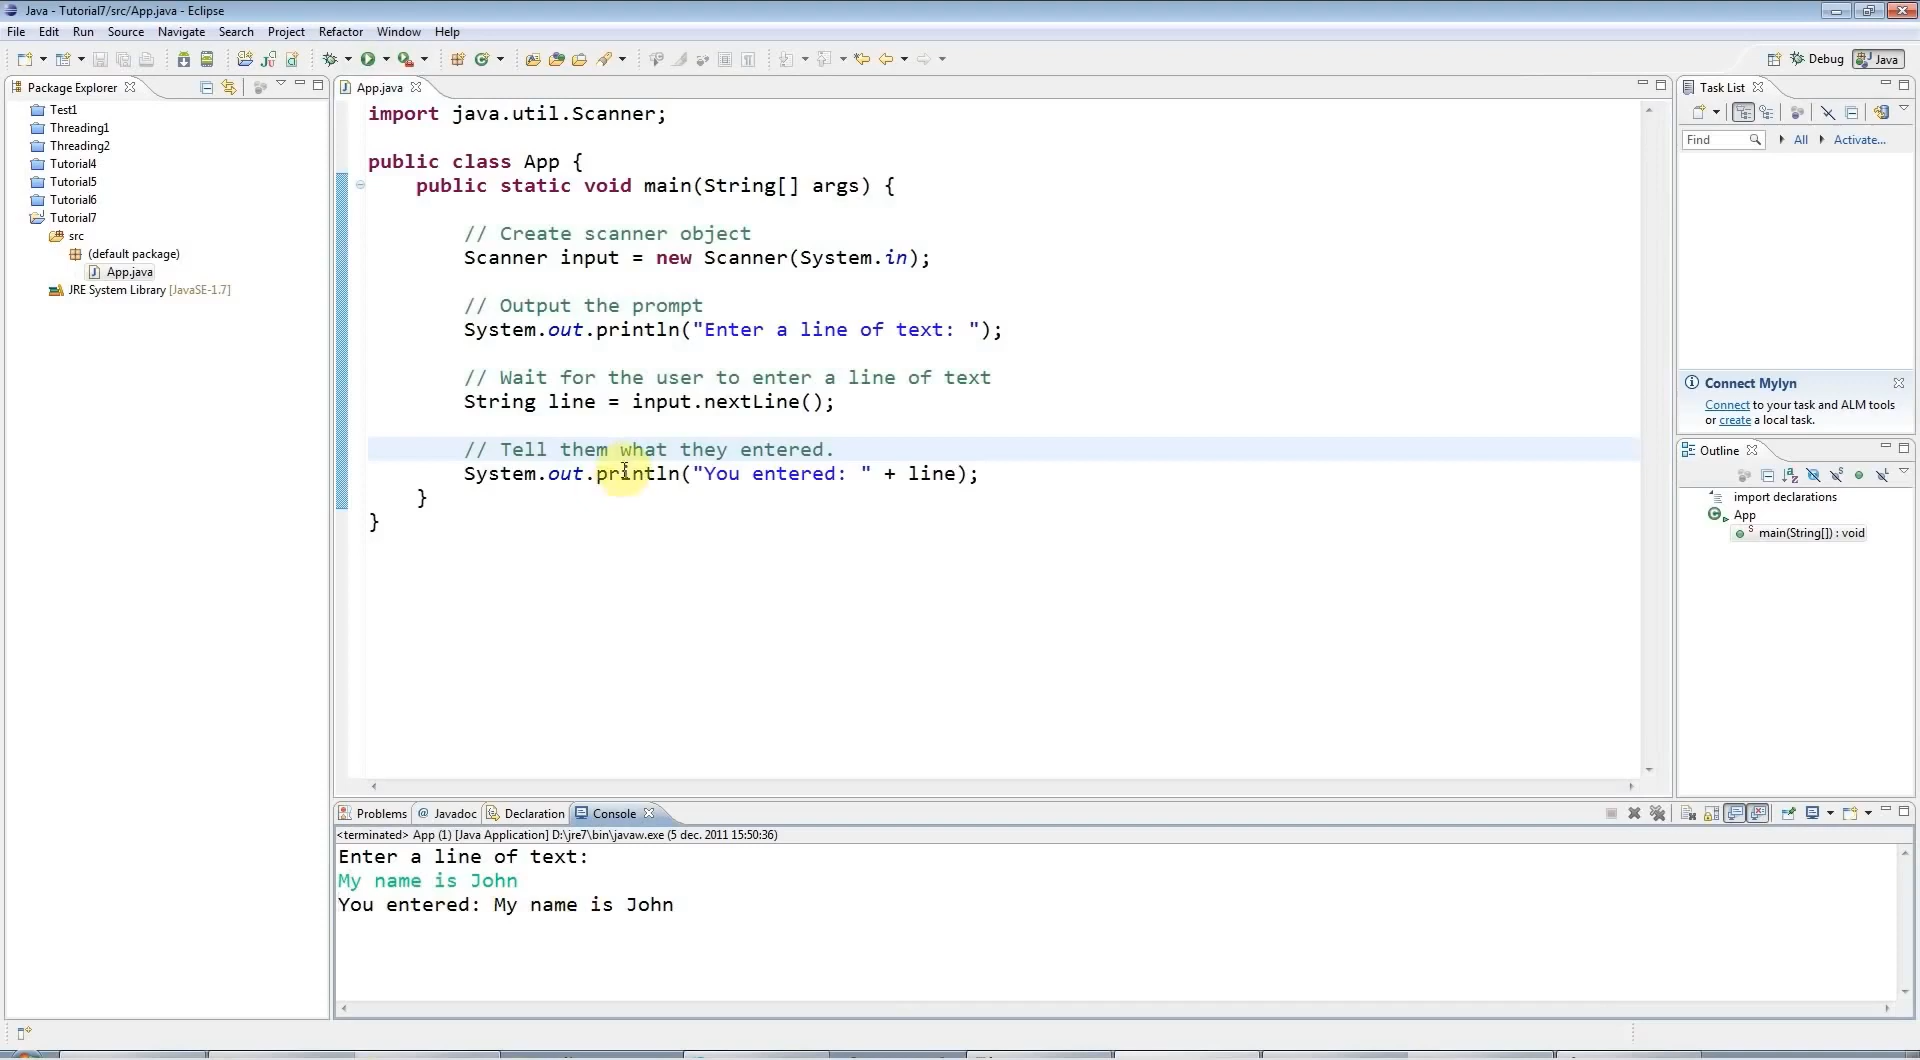 Java - Tutorial7/src/App.java - Eclipse
File Edit Run Source Navigate Search Project Refactor Window Help
Debug Java
Package Explorer
Test1
Threading1
Threading2
Tutorial4
Tutorial5
Tutorial6
Tutorial7
src
(default package)
App.java
JRE System Library [JavaSE-1.7]
App.java
import java.util.Scanner;
public class App {
public static void main(String[] args) {
// Create scanner object
Scanner input = new Scanner(System.in);
// Output the prompt
System.out.println("Enter a line of text: ");
// Wait for the user to enter a line of text
String line = input.nextLine();
// Tell them what they entered.
System.out.println("You entered: " + line);
}
}
Task List
Find All Activate...
Connect Mylyn
Connect to your task and ALM tools
or create a local task.
Outline
import declarations
App
main(String[]) : void
Problems @ Javadoc Declaration Console
<terminated> App (1) [Java Application] D:\jre7\bin\javaw.exe (5 dec. 2011 15:50:36)
Enter a line of text:
My name is John
You entered: My name is John